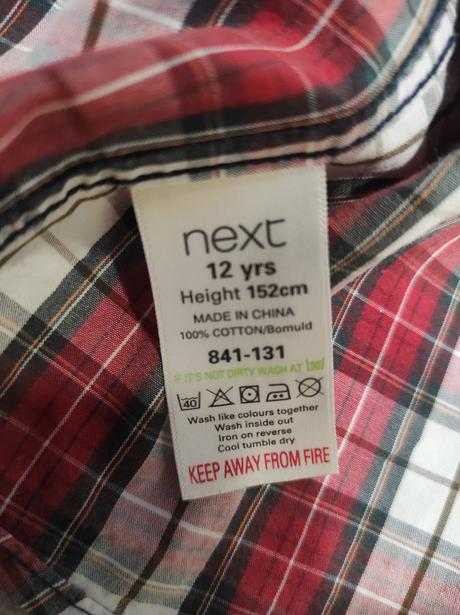 next
12 yrs
Height 152cm
MADE IN CHINA
100% COTTON/Bomuld
841-131
IF IT'S NOT DIRTY WASH AT
40
Wash like colours together
Wash inside out
Iron on reverse
Cool tumble dry
KEEP AWAY FROM FIRE